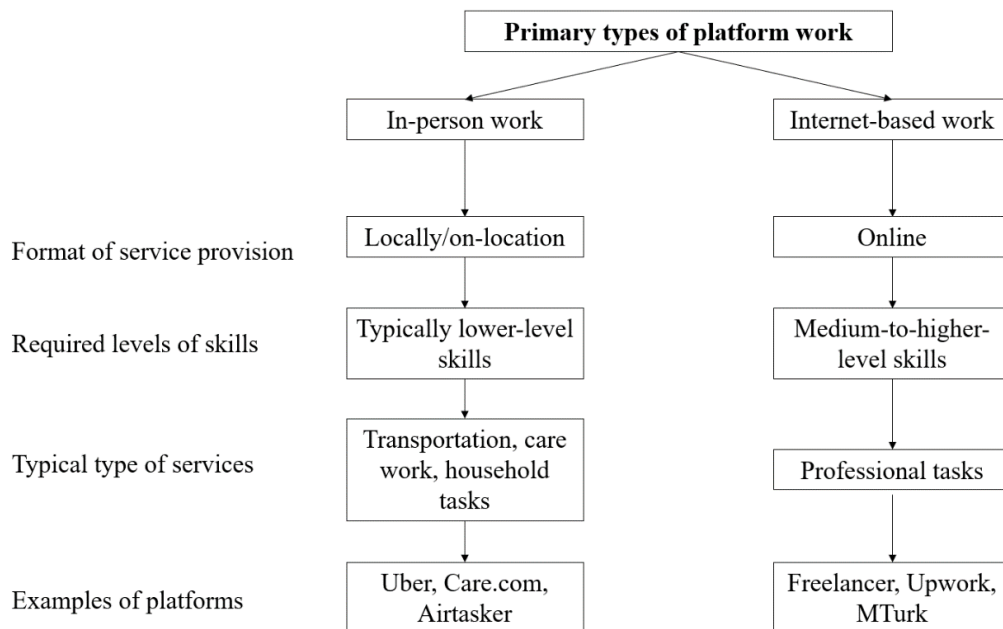 Primary types of platform work
In-person work
Internet-based work
Format of service provision
Locally/on-location
Online
Required levels of skills
Typically lower-level
skills
Medium-to-higher-
level skills
Typical type of services
Transportation, care
work, household
tasks
Professional tasks
Examples of platforms
Uber, Care.com,
Airtasker
Freelancer, Upwork,
MTurk